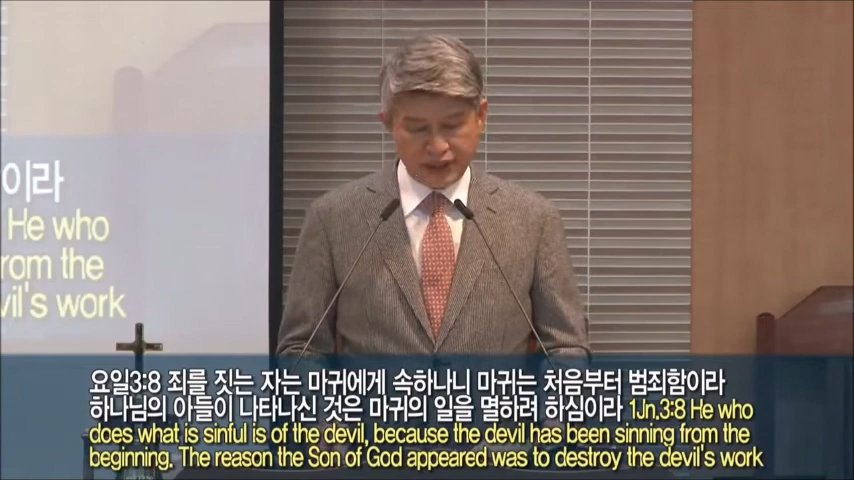 이라
He who
rom the
vil's work
요일3:8 죄를 짓는 자는 마귀에게 속하나니 마귀는 처음부터 범죄함이라
하나님의 아들이 나타나신 것은 마귀의 일을 멸하려 하심이라 1Jn.3:8 He who
does what is sinful is of the devil, because the devil has been sinning from the
beginning. The reason the Son of God appeared was to destroy the devil's work